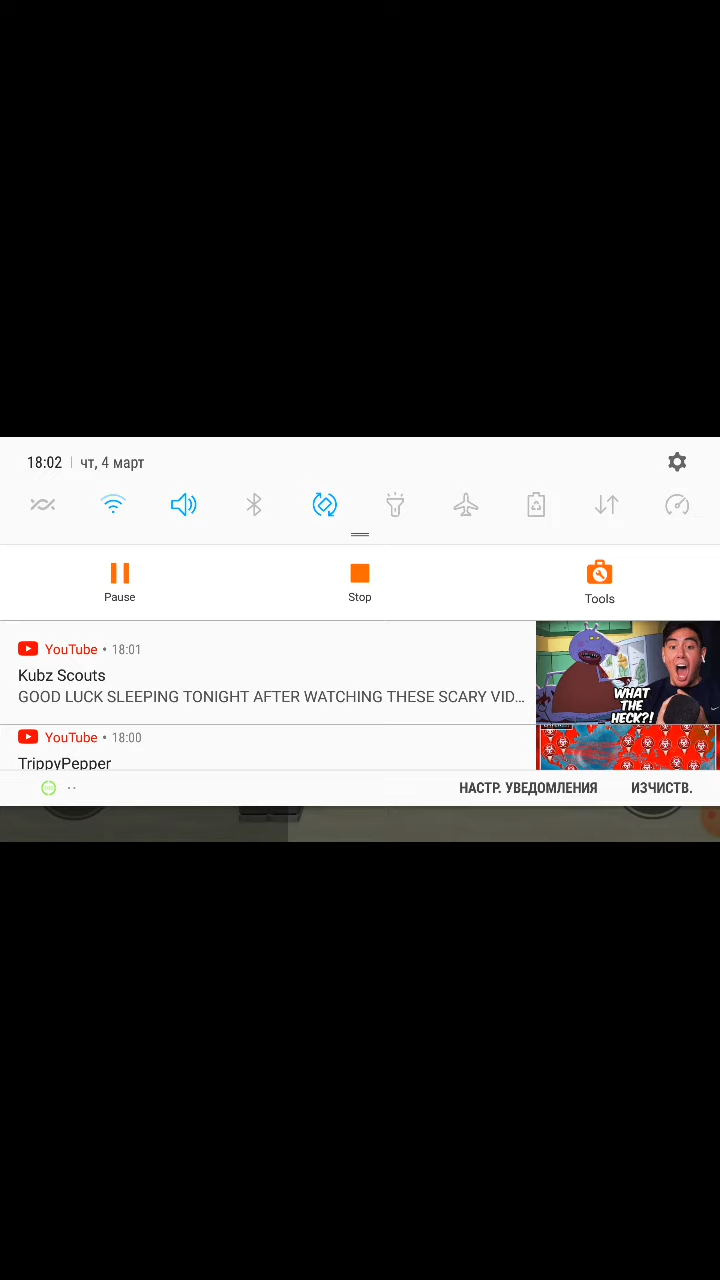 18:02 чт, 4 март
Pause
Stop
Tools
YouTube • 18:01
Kubz Scouts
GOOD LUCK SLEEPING TONIGHT AFTER WATCHING THESE SCARY VID...
WHAT
THE
HECK?!
YouTube • 18:00
TrippyPepper
НАСТР. УВЕДОМЛЕНИЯ ИЗЧИСТВ.